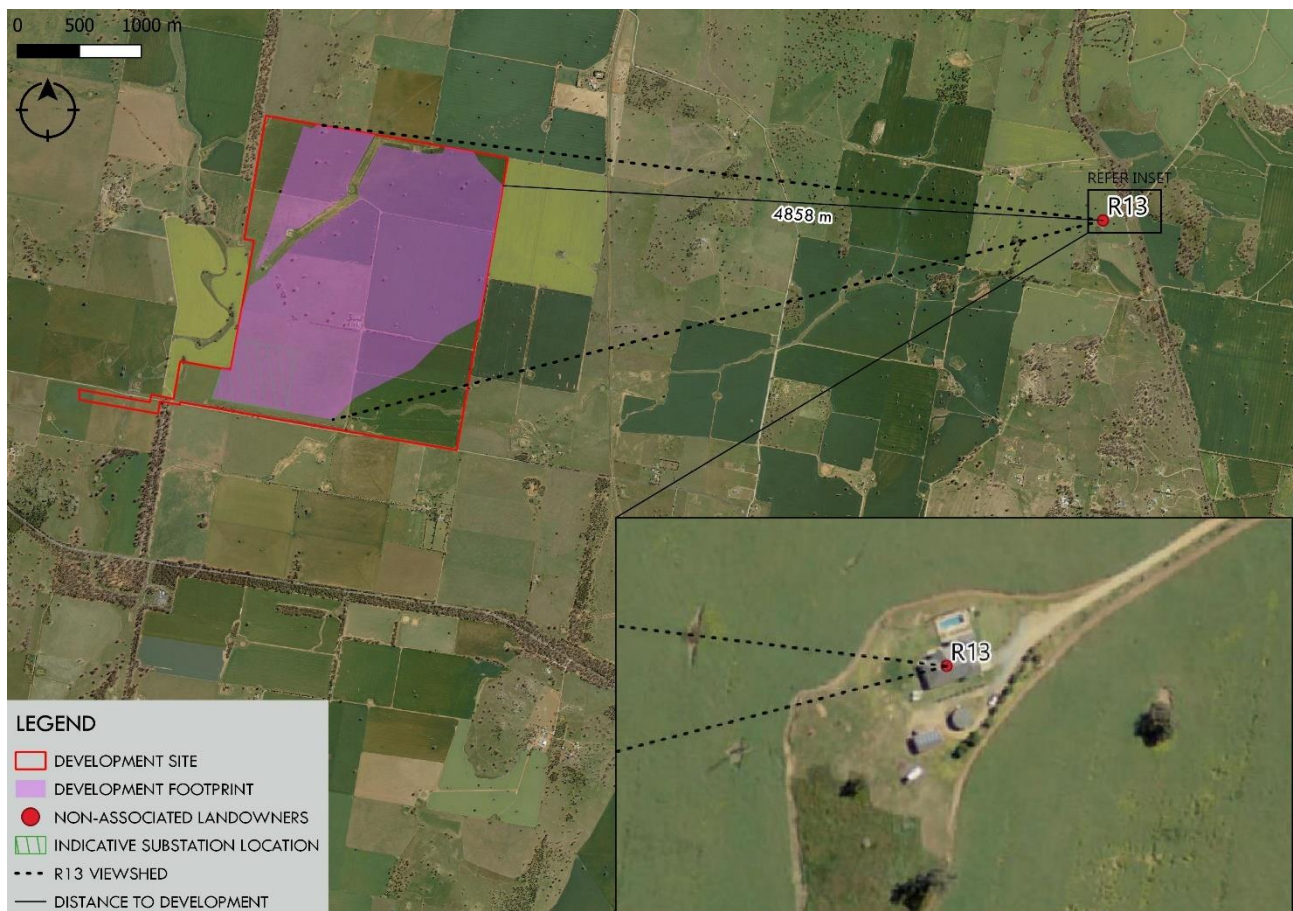 0 500 1000 m
REFER INSET
R13
4858 m
R13
LEGEND
DEVELOPMENT SITE
DEVELOPMENT FOOTPRINT
NON-ASSOCIATED LANDOWNERS
INDICATIVE SUBSTATION LOCATION
R13 VIEWSHED
DISTANCE TO DEVELOPMENT